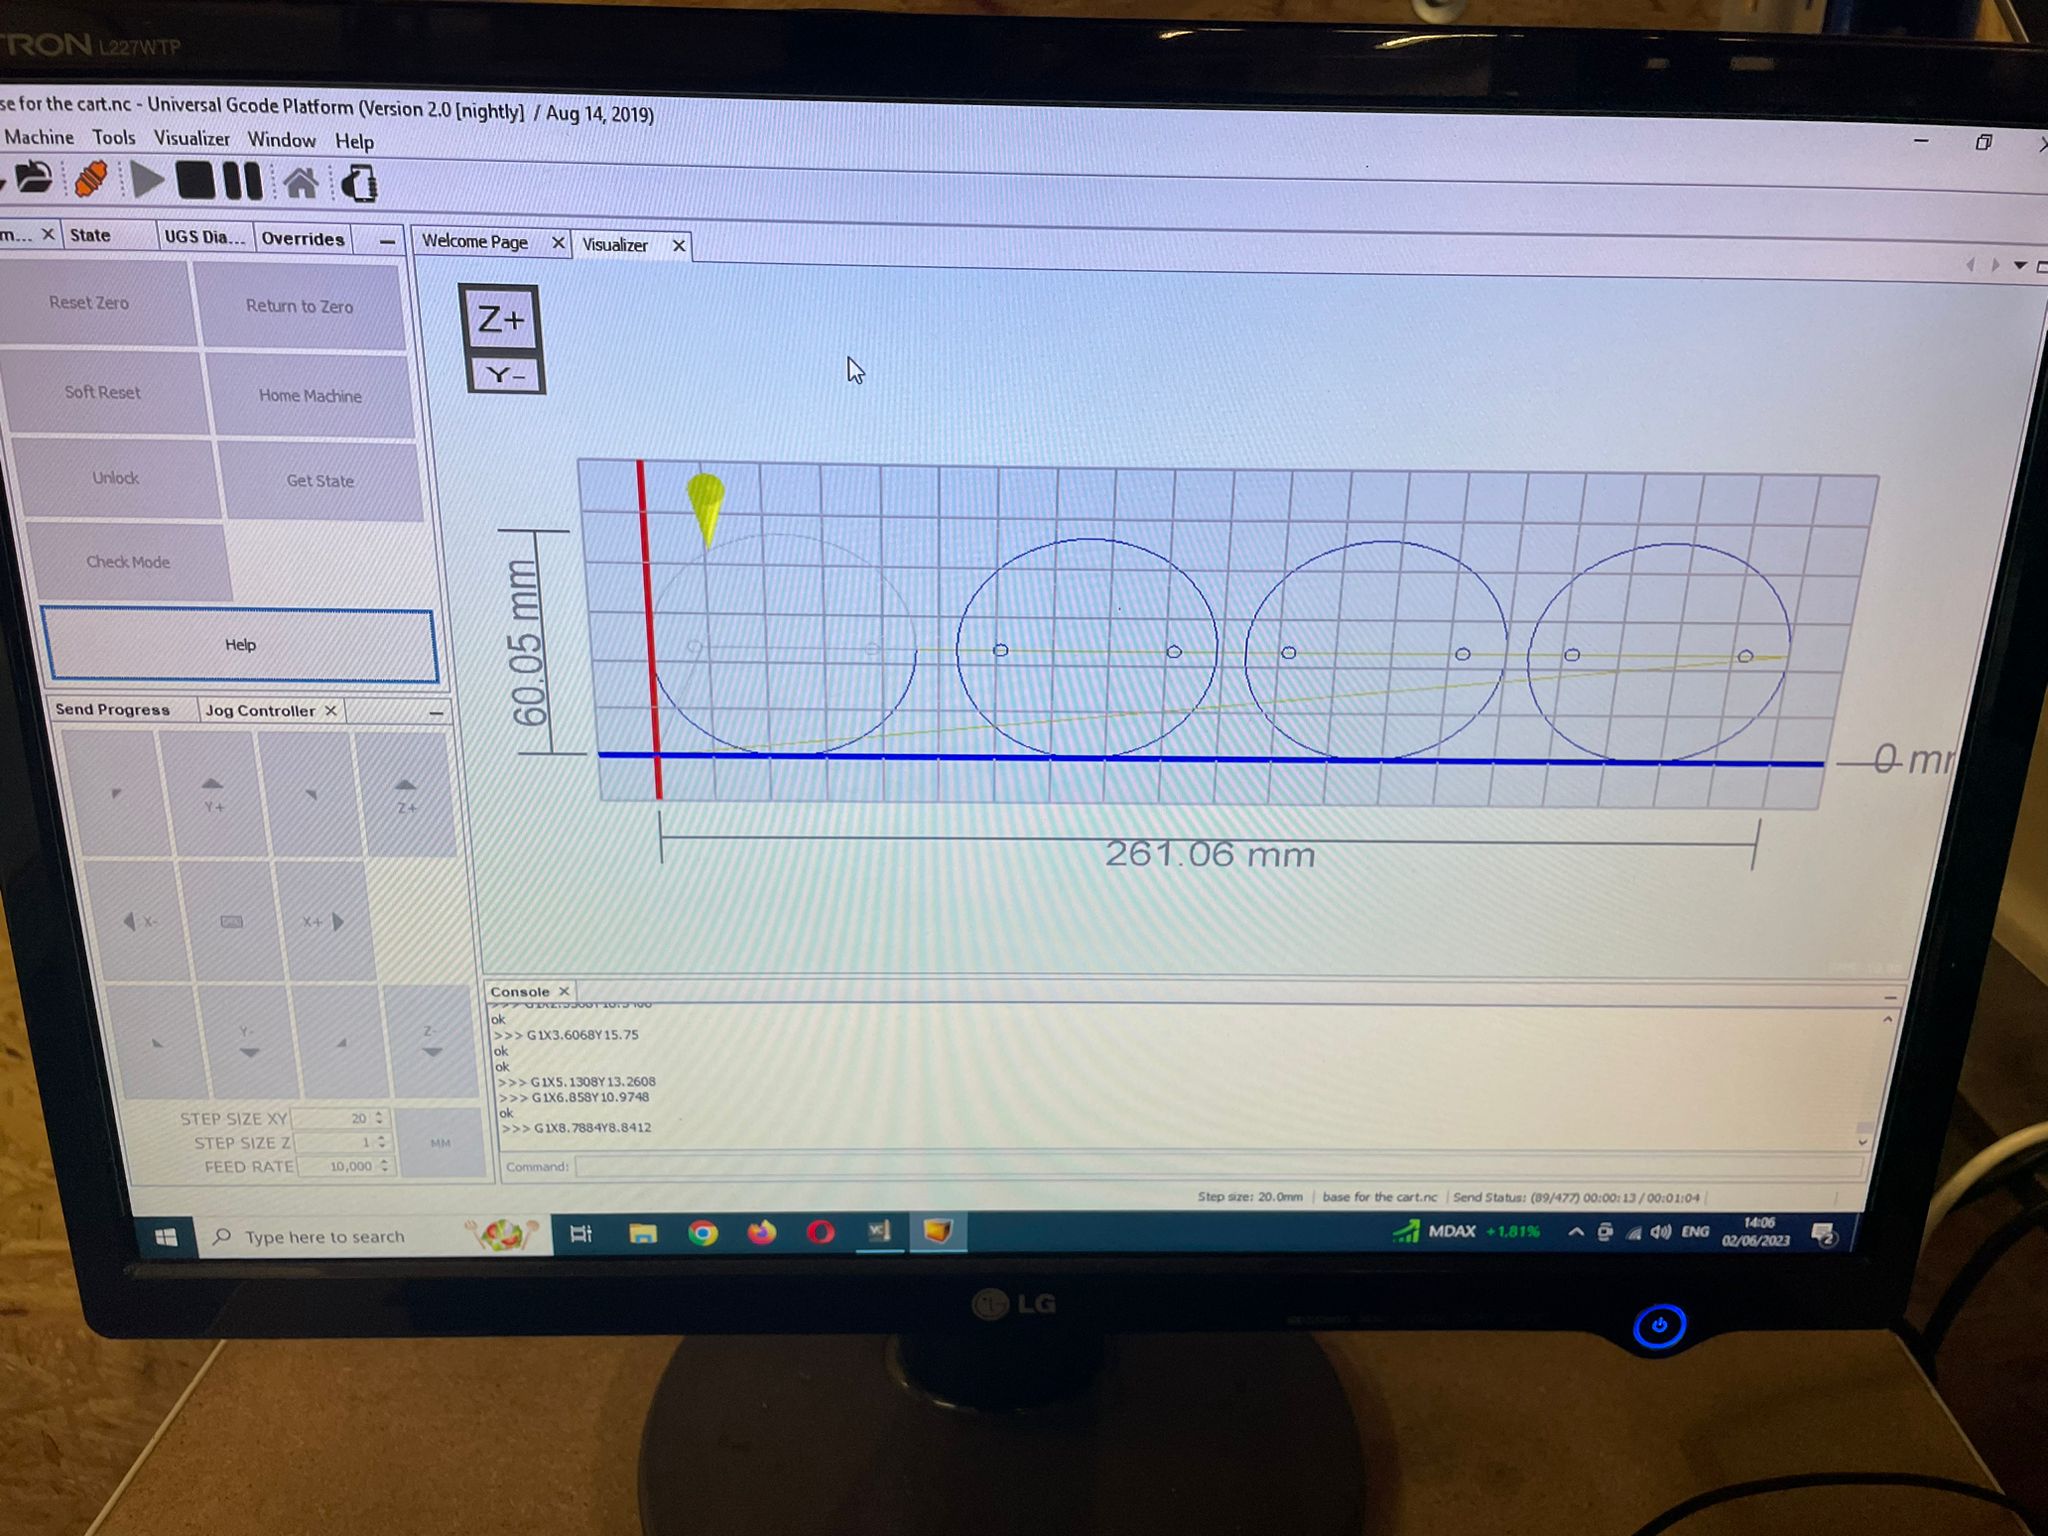 TRON L227WTP
se for the cart.nc - Universal Gcode Platform (Version 2.0 [nightly] / Aug 14, 2019)
Machine Tools Visualizer Window Help
m... State UGS Dia... Overrides
Welcome Page Visualizer
Reset Zero Return to Zero
Soft Reset Home Machine
Unlock Get State
Check Mode
Help
Z+
Y-
60.05 mm
0 mm
261.06 mm
Send Progress Jog Controller
Y+ Z+
X- X+
Y- Z-
STEP SIZE XY 20
STEP SIZE Z 1
FEED RATE 10,000
MM
Console
ok
>>> G1X3.6068Y15.75
ok
ok
>>> G1X5.1308Y13.2608
>>> G1X6.858Y10.9748
ok
>>> G1X8.7884Y8.8412
Command:
Step size: 20.0mm base for the cart.nc Send Status: (89/477) 00:00:13 / 00:01:04
Type here to search
MDAX +1.81%
ENG
14:06
02/06/2023
2
LG